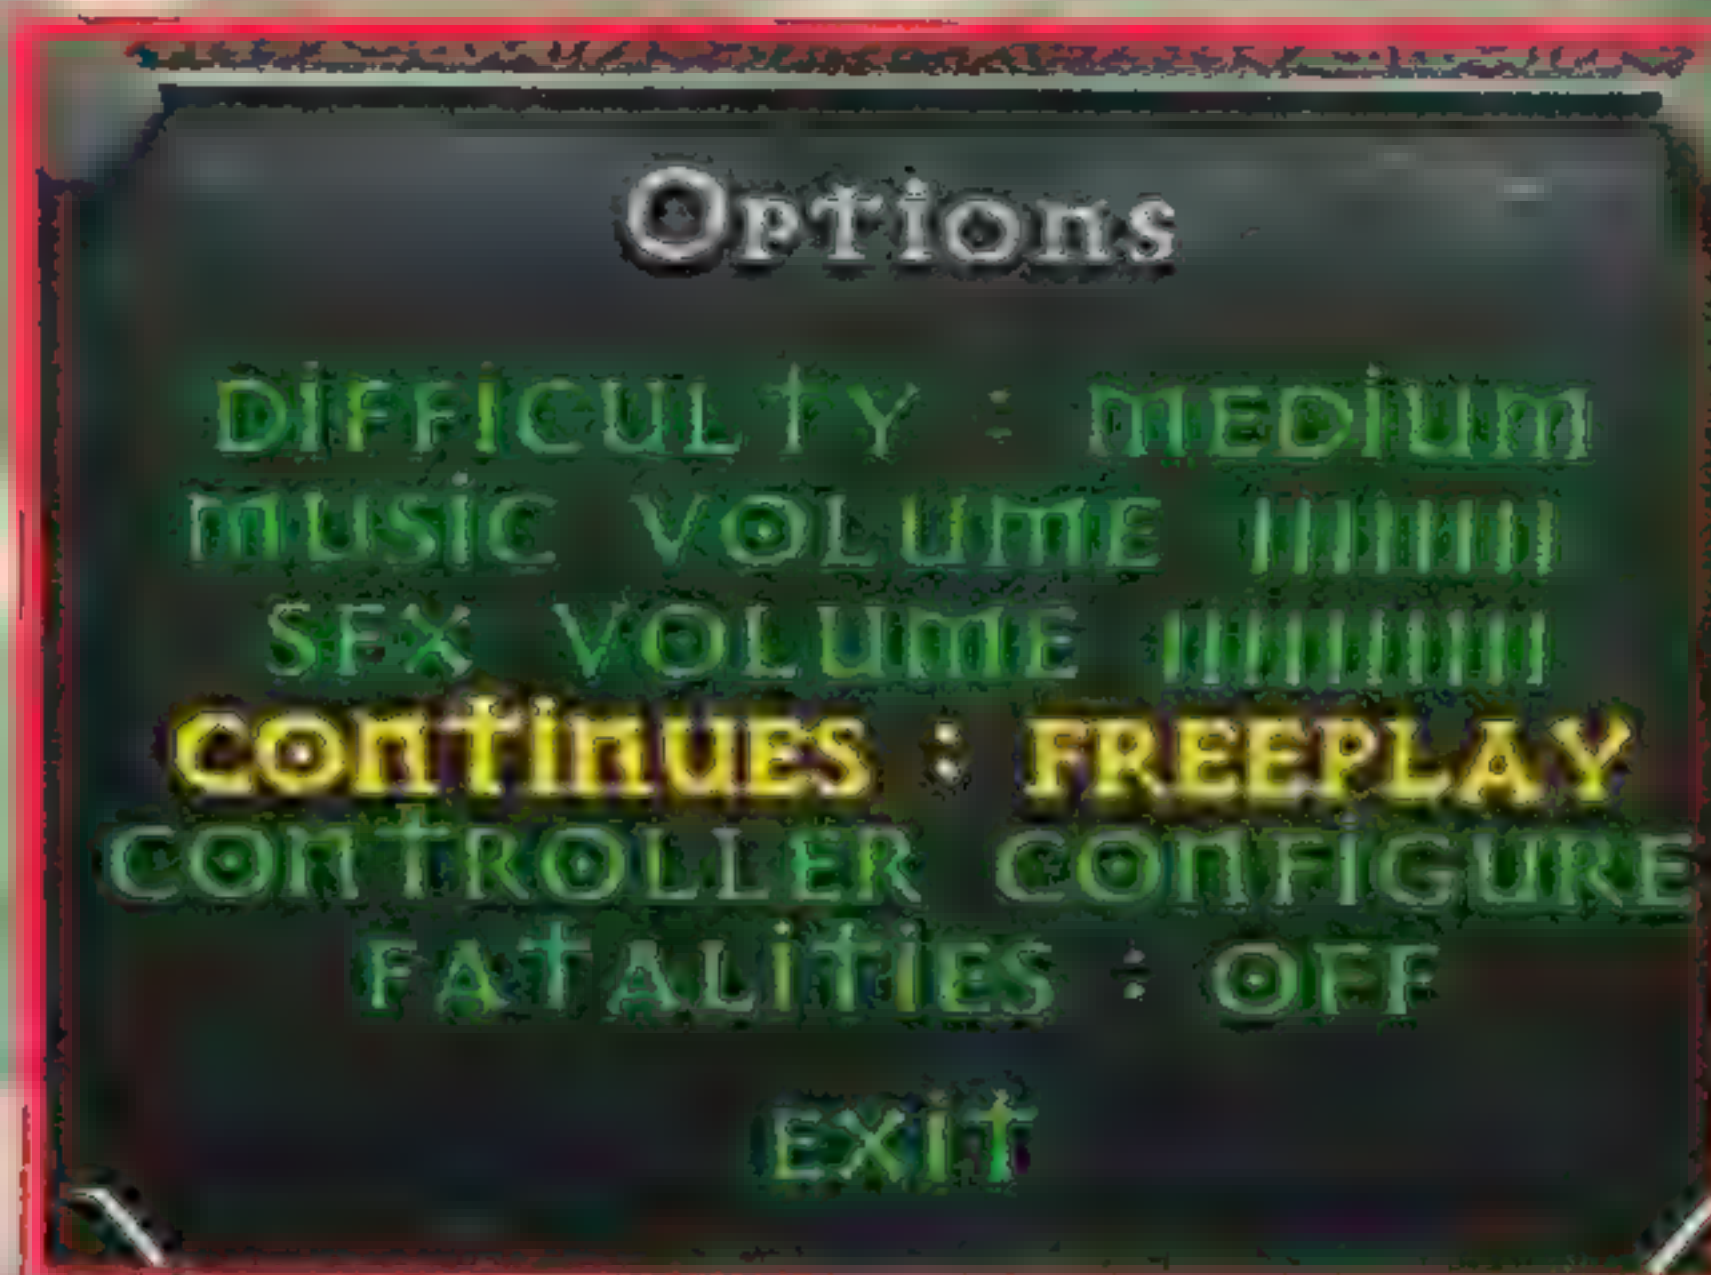 Options
DIFFICULTY : MEDIUM
MUSIC VOLUME ||||||||
SFX VOLUME ||||||||||
CONTINUES : FREEPLAY
CONTROLLER CONFIGURE
FATALITIES : OFF
EXIT